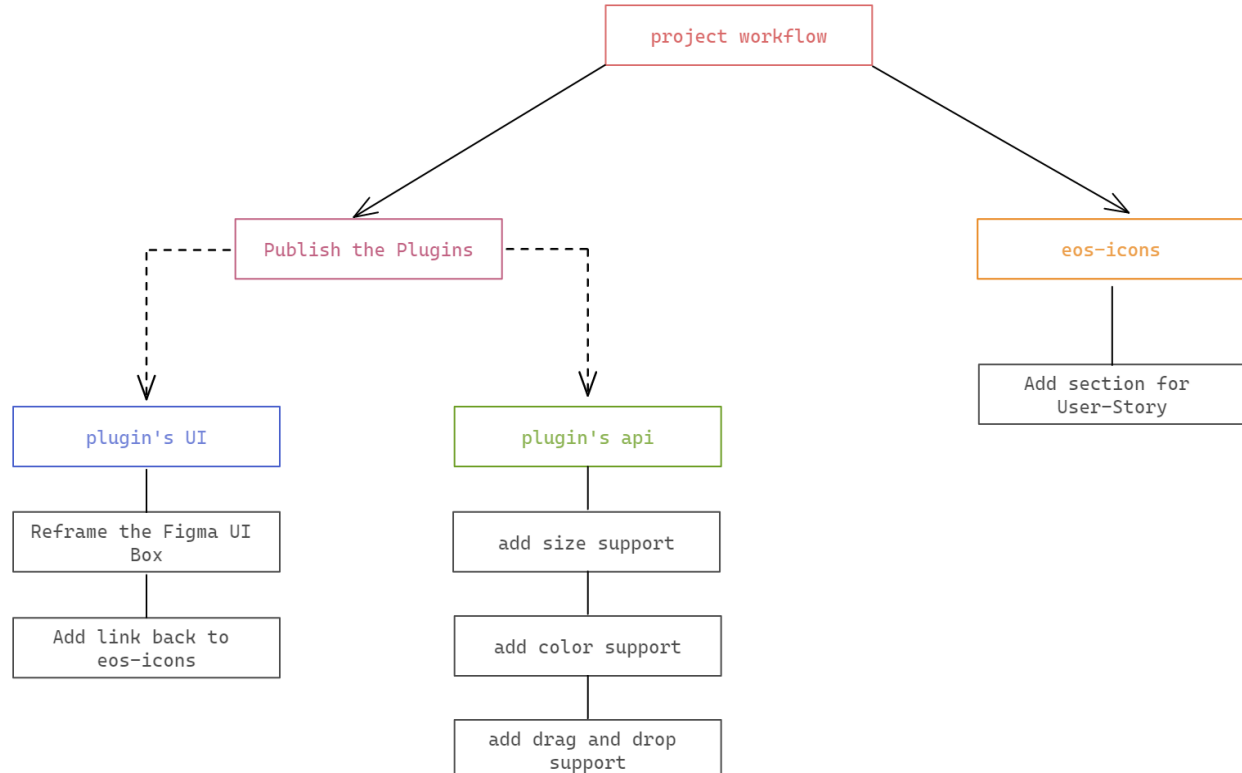 project workflow
Publish the Plugins
eos-icons
Add section for
User-Story
plugin's UI
plugin's api
Reframe the Figma UI
Box
add size support
Add link back to
eos-icons
add color support
add drag and drop
support